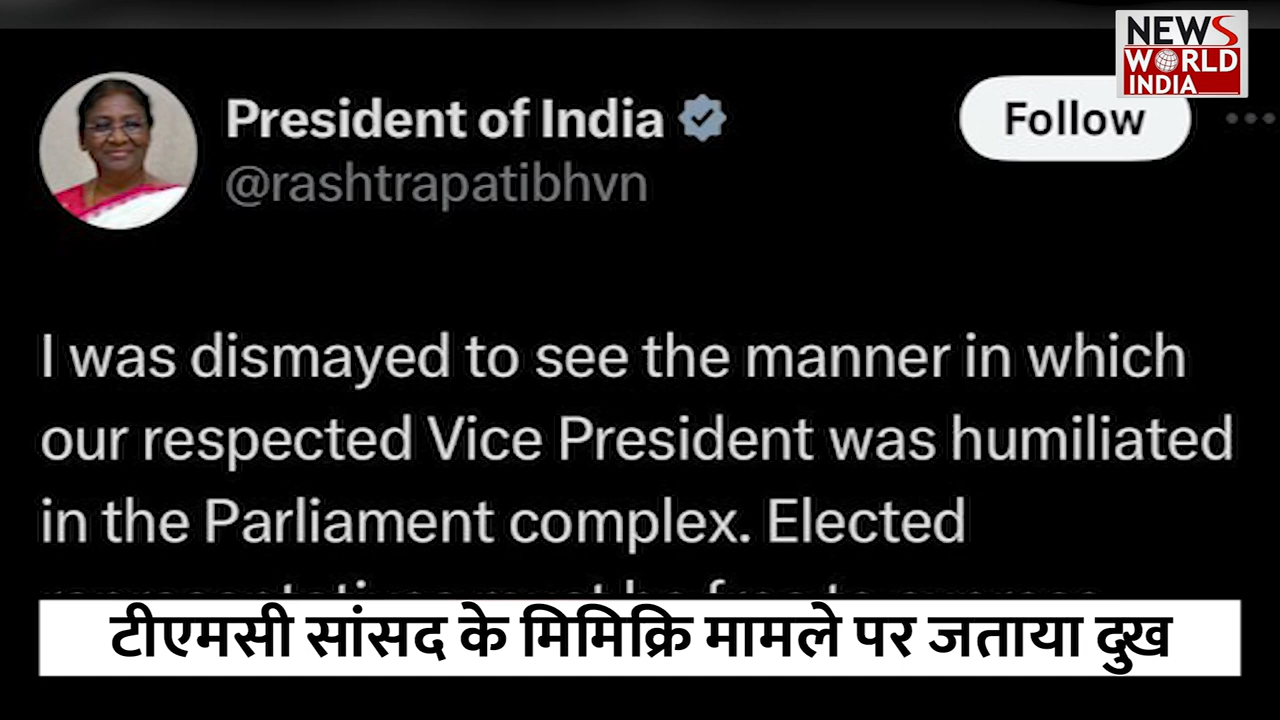 NEWS
WORLD
INDIA
President of India
@rashtrapatibhvn
Follow
I was dismayed to see the manner in which
our respected Vice President was humiliated
in the Parliament complex. Elected
टीएमसी सांसद के मिमिक्रि मामले पर जताया दुख